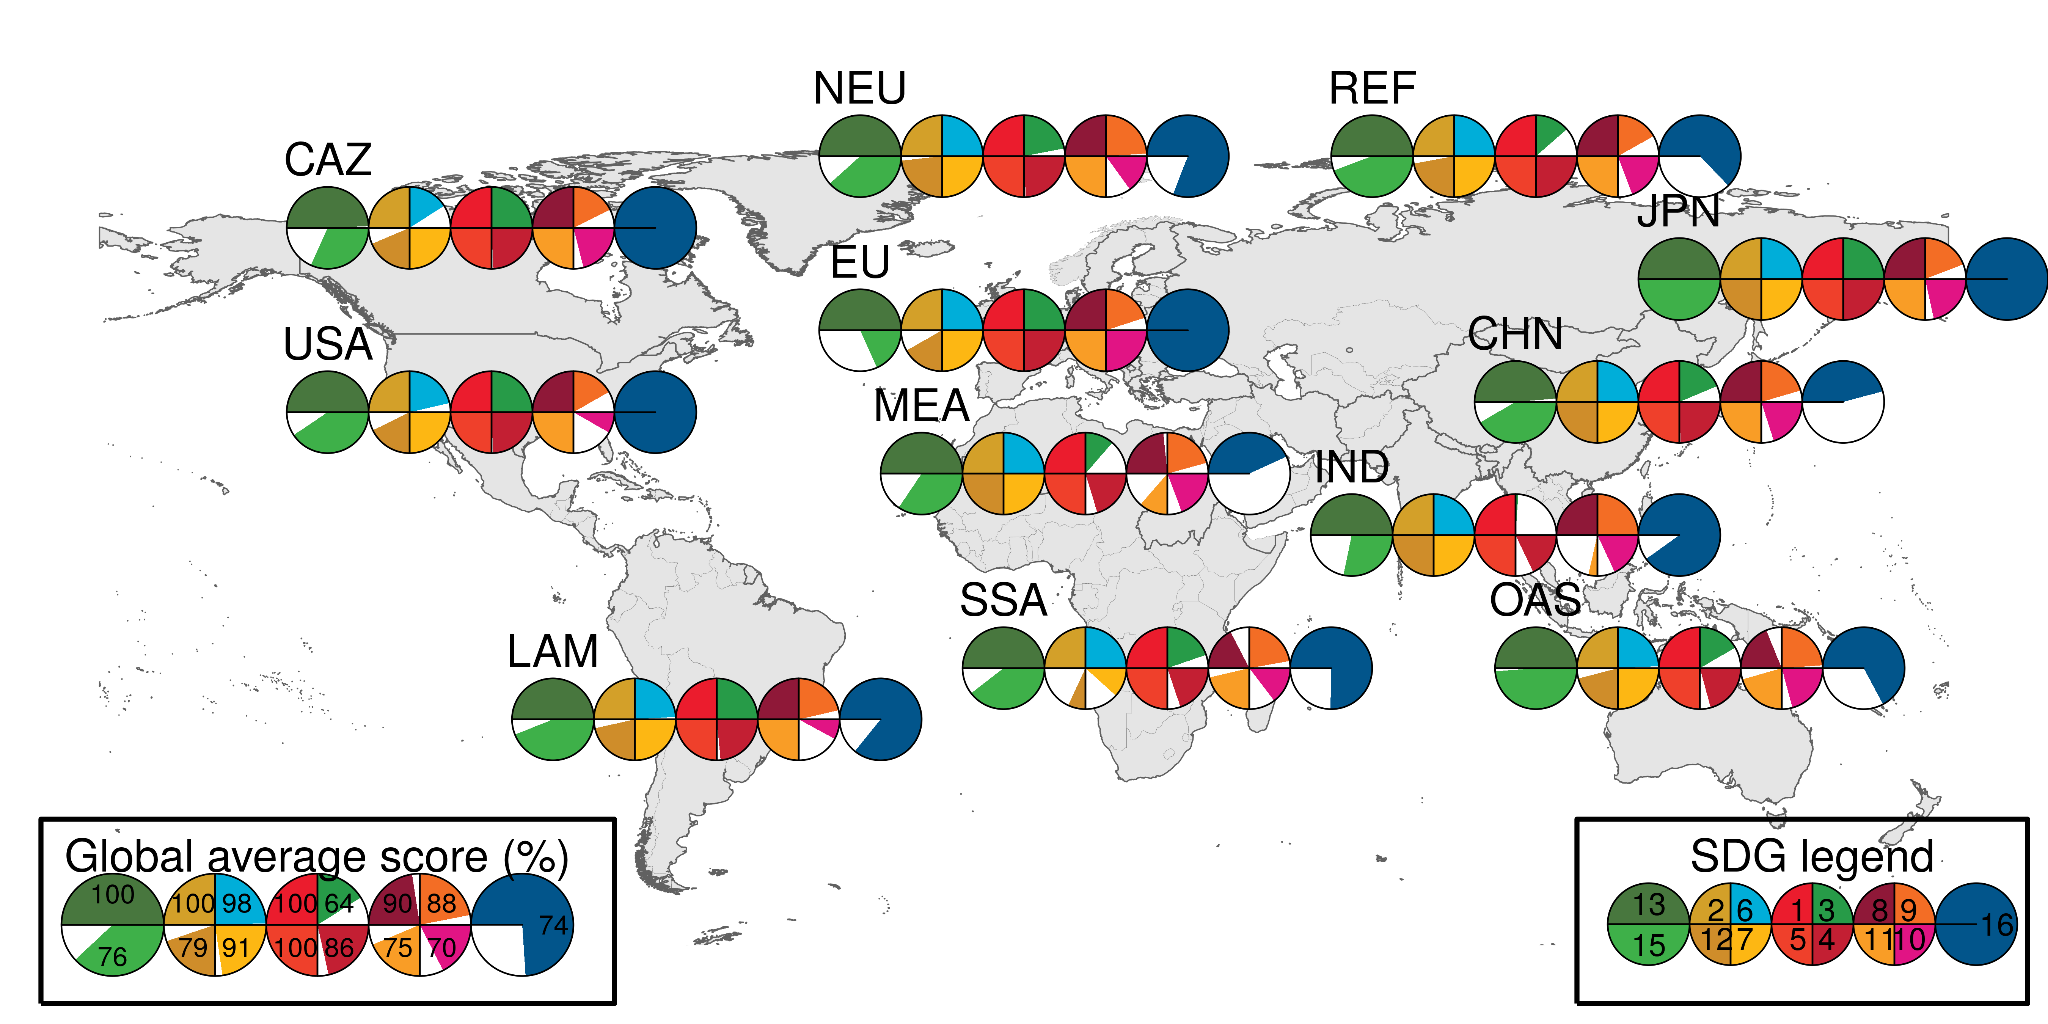 NEU
REF
CAZ
JPN
EU
CHN
USA
MEA
IND
SSA
OAS
LAM
Global average score (%)
100
100 98
100 64
90 88
74
76
79 91
100 86
75 70
SDG legend
13
2 6
1 3
8 9
16
15
12 7
5 4
11 10